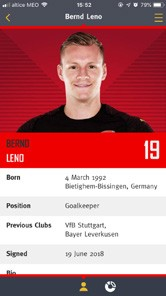 altice MEO
15:52
Bernd Leno
BERND
LENO
19
Born
4 March 1992
Bietigheim-Bissingen, Germany
Position
Goalkeeper
Previous Clubs
VfB Stuttgart,
Bayer Leverkusen
Signed
19 June 2018
Bio